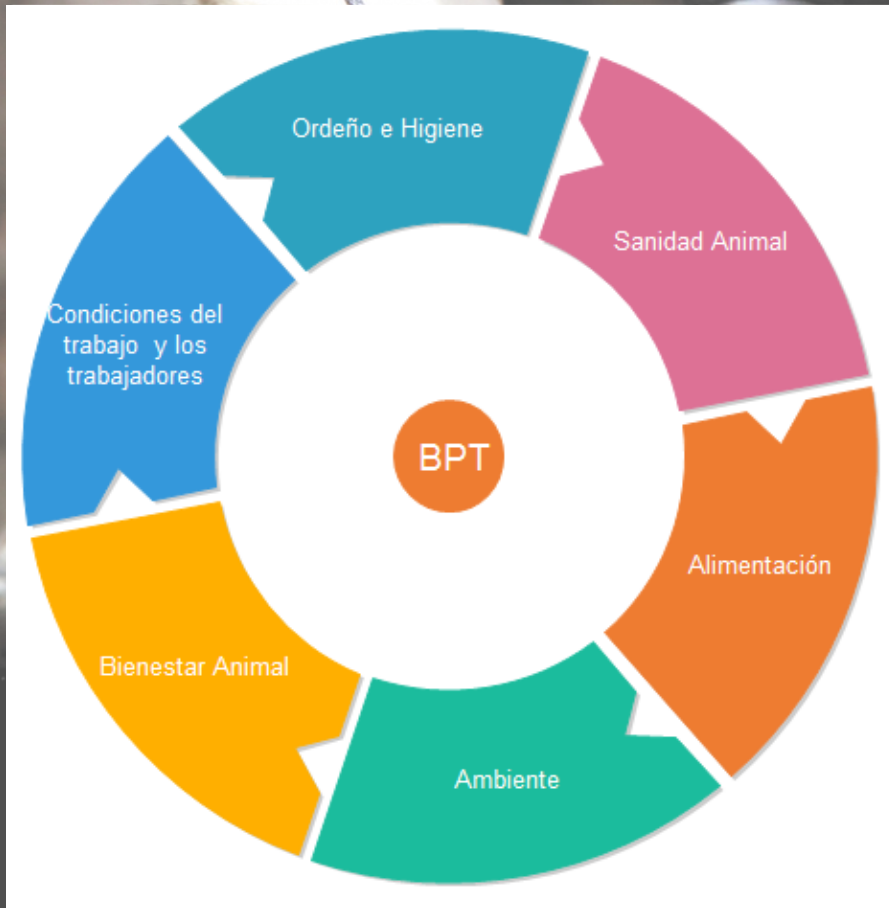 Ordeño e Higiene
Sanidad Animal
Condiciones del
trabajo y los
trabajadores
BPT
Alimentación
Bienestar Animal
Ambiente